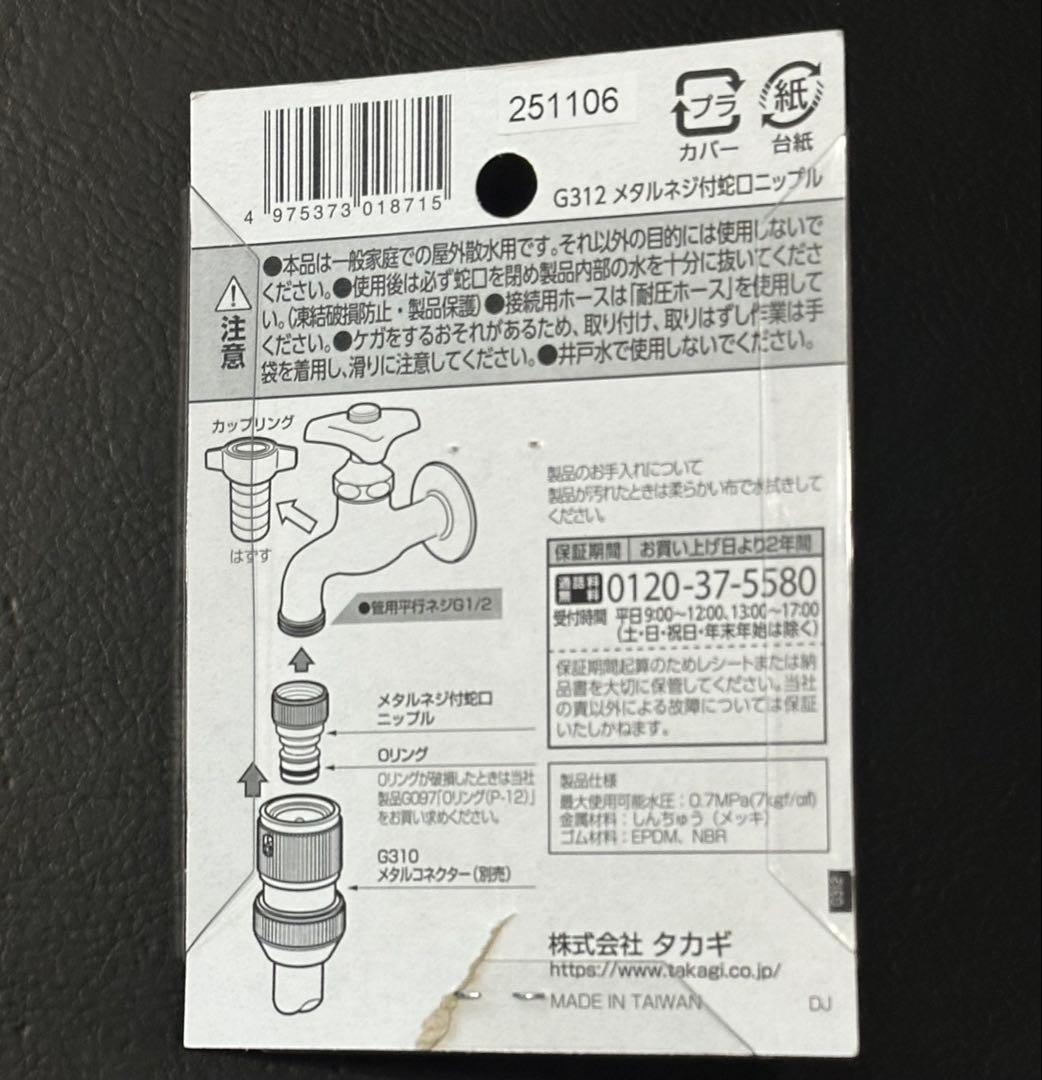 251106
プラ
カバー
紙
台紙
4 975373 018715
G312 メタルネジ付蛇口ニップル
注意
●本品は一般家庭での屋外散水用です。それ以外の目的には使用しないで
ください。●使用後は必ず蛇口を閉め製品内部の水を十分に抜いてくださ
い。(凍結破損防止・製品保護)●接続用ホースは「耐圧ホース」を使用して
ください。●ケガをするおそれがあるため、取り付け、取りはずし作業は手
袋を着用し、滑りに注意してください。●井戸水で使用しないでください。
カップリング
はずす
●管用平行ネジG1/2
メタルネジ付蛇口
ニップル
Oリング
Oリングが破損したときは当社
製品G097「Oリング(P-12)」
をお買い求めください。
G310
メタルコネクター(別売)
製品のお手入れについて
製品が汚れたときは柔らかい布で水拭きして
ください。
保証期間 お買い上げ日より2年間
通話料無料 0120-37-5580
受付時間 平日9:00～12:00、13:00～17:00
(土・日・祝日・年末年始は除く)
保証期間起算のためレシートまたは納
品書を大切に保管してください。当社
の責以外による故障については保証
いたしかねます。
製品仕様
最大使用可能水圧：0.7MPa(7kgf/c㎡)
金属材料：しんちゅう(メッキ)
ゴム材料：EPDM、NBR
株式会社 タカギ
https://www.takagi.co.jp/
MADE IN TAIWAN
DJ